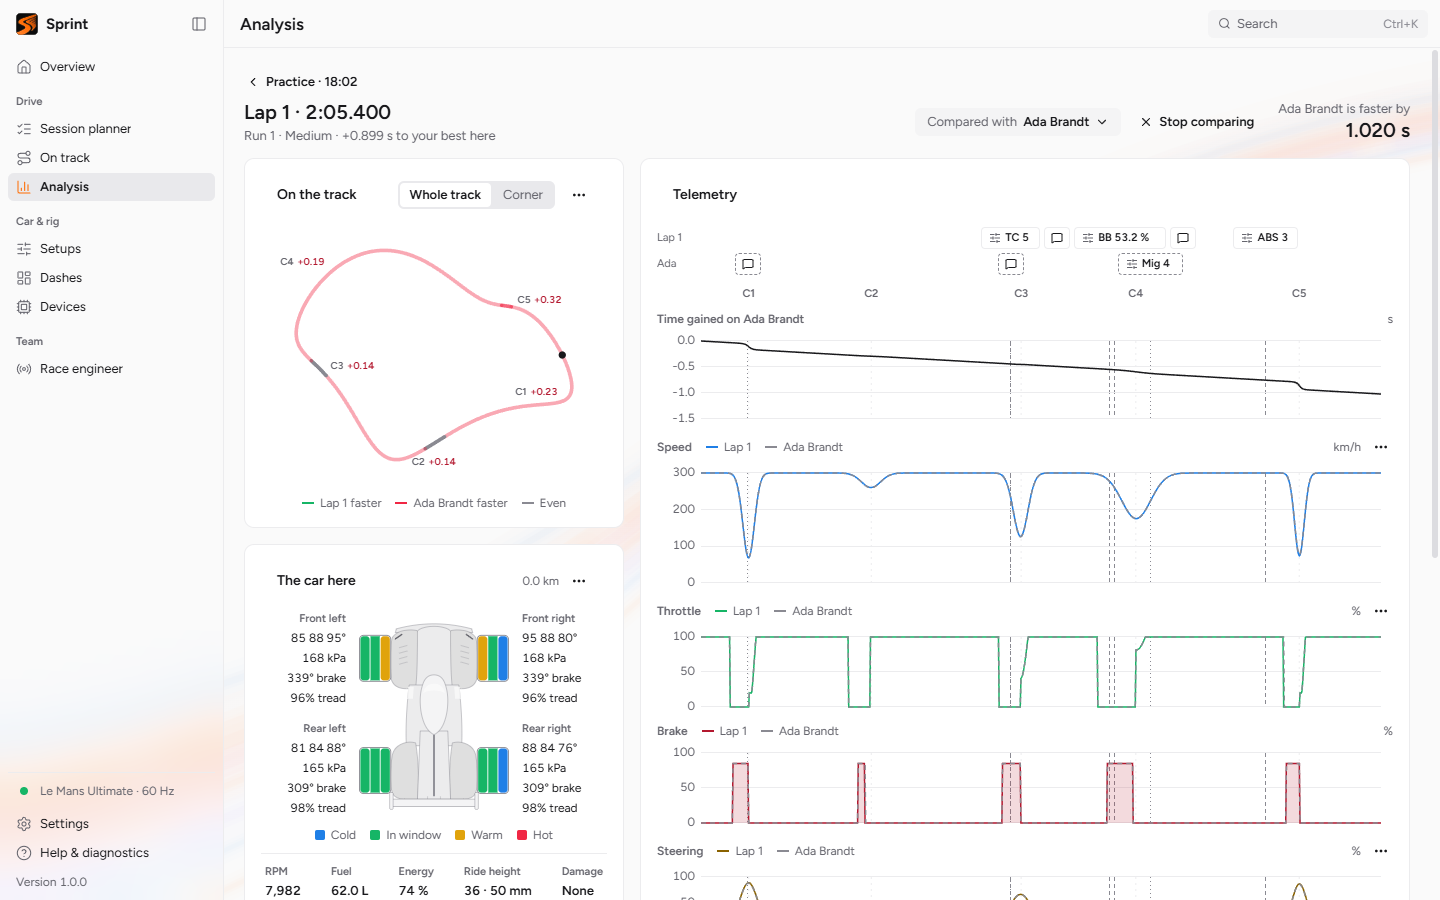 Sprint
Overview
Drive
Session planner
On track
Analysis
Car & rig
Setups
Dashes
Devices
Team
Race engineer
Le Mans Ultimate · 60 Hz
Settings
Help & diagnostics
Version 1.0.0
Analysis
Search Ctrl+K
Practice · 18:02
Lap 1 · 2:05.400
Run 1 · Medium · +0.899 s to your best here
Compared with Ada Brandt
Stop comparing
Ada Brandt is faster by
1.020 s
On the track
Whole track Corner
C4 +0.19
C5 +0.32
C3 +0.14
C1 +0.23
C2 +0.14
Lap 1 faster Ada Brandt faster Even
The car here 0.0 km
Front left
85 88 95°
168 kPa
339° brake
96% tread
Front right
95 88 80°
168 kPa
339° brake
96% tread
Rear left
81 84 88°
165 kPa
309° brake
98% tread
Rear right
88 84 76°
165 kPa
309° brake
98% tread
Cold In window Warm Hot
RPM Fuel Energy Ride height Damage
7,982 62.0 L 74 % 36 · 50 mm None
Telemetry
Lap 1 TC 5 BB 53.2 % ABS 3
Ada Mig 4
C1 C2 C3 C4 C5
Time gained on Ada Brandt s
0.0
-0.5
-1.0
-1.5
Speed Lap 1 Ada Brandt km/h
300
200
100
0
Throttle Lap 1 Ada Brandt %
100
50
0
Brake Lap 1 Ada Brandt %
100
50
0
Steering Lap 1 Ada Brandt %
100